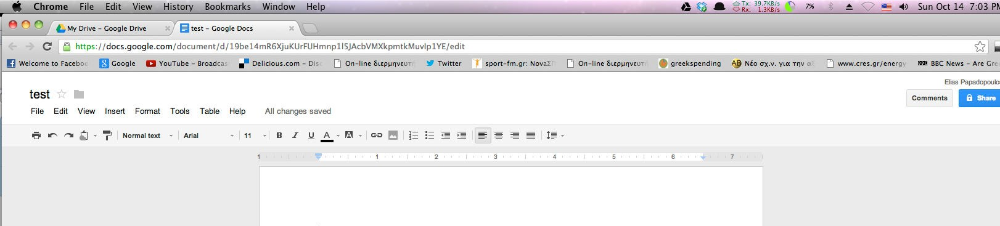 Chrome File Edit View History Bookmarks Window Help Tx: 39.7KB/s Rx: 1.3KB/s 7% Sun Oct 14 7:03 PM
My Drive – Google Drive test – Google Docs
https://docs.google.com/document/d/19be14mR6XjuKUrFUHmnp1l5JAcbVMXkpmtkMuvlp1YE/edit
Welcome to Faceboo Google YouTube – Broadcas Delicious.com – Disc On-line διερμηνευτή Twitter sport-fm.gr: NovaΣΠ On-line διερμηνευτή greekspending Νέο σχ.ν. για την αξ www.cres.gr/energy BBC News – Are Gre
Elias Papadopoulos
test
Comments Share
File Edit View Insert Format Tools Table Help All changes saved
Normal text Arial 11 B I U A A
1 1 2 3 4 5 6 7